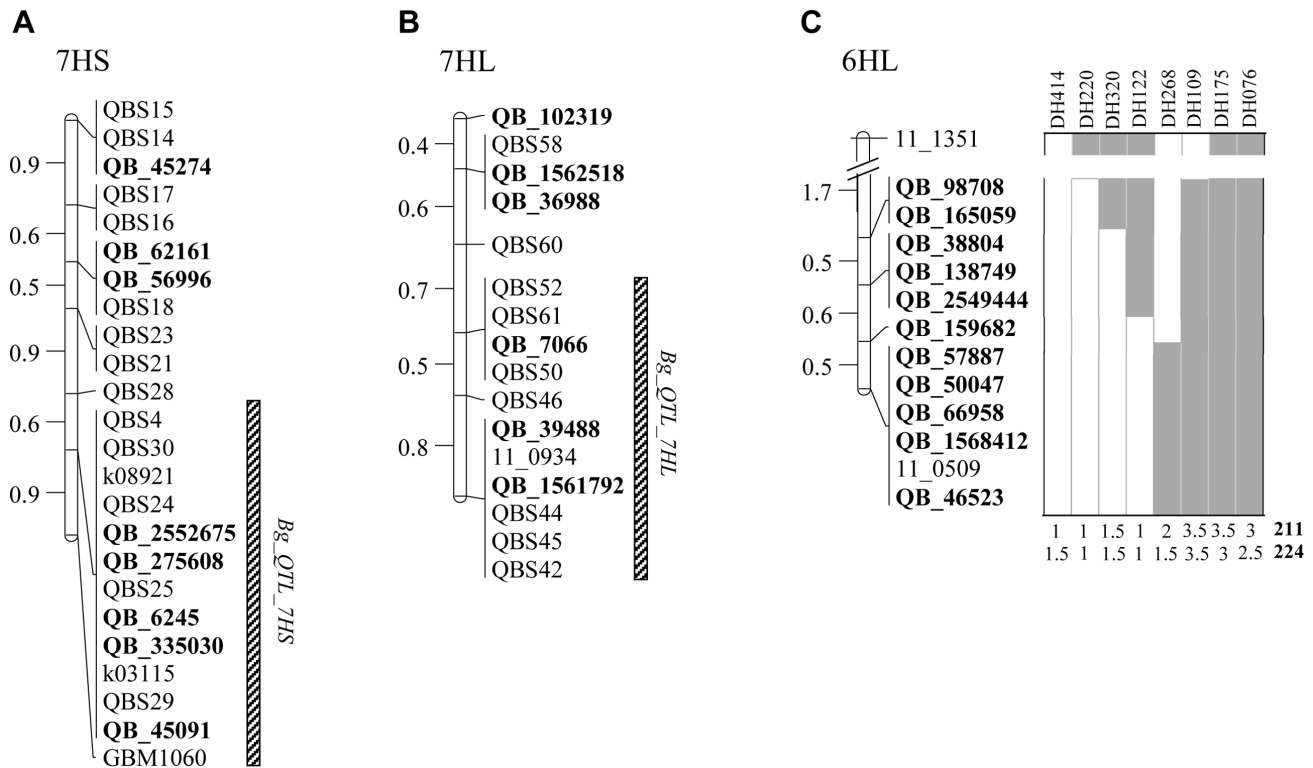 A
7HS
QBS15
QBS14
QB_45274
QBS17
QBS16
QB_62161
QB_56996
QBS18
QBS23
QBS21
QBS28
QBS4
QBS30
k08921
QBS24
QB_2552675
QB_275608
QBS25
QB_6245
QB_335030
k03115
QBS29
QB_45091
GBM1060
0.9
0.6
0.5
0.9
0.6
0.9
Bg_QTL_7HS
B
7HL
QB_102319
QBS58
QB_1562518
QB_36988
QBS60
QBS52
QBS61
QB_7066
QBS50
QBS46
QB_39488
11_0934
QB_1561792
QBS44
QBS45
QBS42
0.4
0.6
0.7
0.5
0.8
Bg_QTL_7HL
C
6HL
11_1351
QB_98708
QB_165059
QB_38804
QB_138749
QB_2549444
QB_159682
QB_57887
QB_50047
QB_66958
QB_1568412
11_0509
QB_46523
1.7
0.5
0.6
0.5
DH414
DH220
DH320
DH122
DH268
DH109
DH175
DH076
1 1 1.5 1 2 3.5 3.5 3 211
1.5 1 1.5 1 1.5 3.5 3 2.5 224